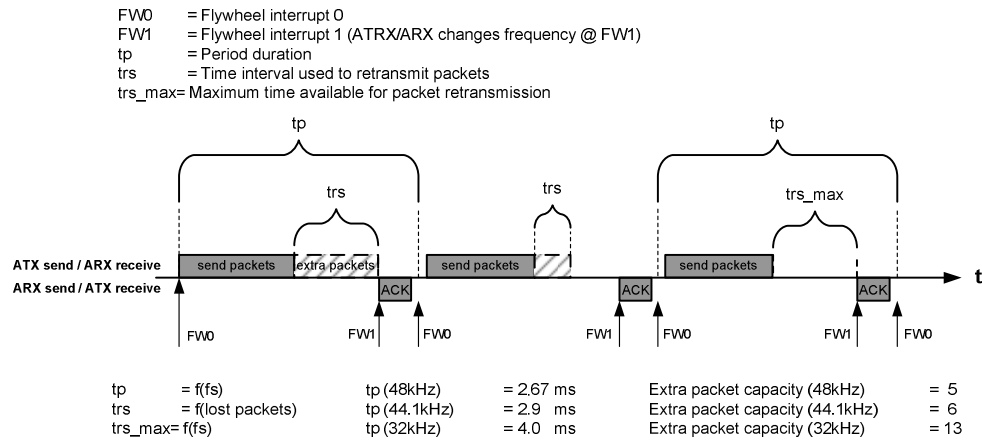 FW0 = Flywheel interrupt 0
FW1 = Flywheel interrupt 1 (ATRX/ARX changes frequency @ FW1)
tp = Period duration
trs = Time interval used to retransmit packets
trs_max= Maximum time available for packet retransmission
tp tp
trs trs trs_max
ATX send / ARX receive send packets extra packets send packets send packets
t
ARX send / ATX receive ACK ACK ACK
FW0 FW1 FW0 FW1 FW0 FW1 FW0
tp = f(fs) tp (48kHz) = 2.67 ms Extra packet capacity (48kHz) = 5
trs = f(lost packets) tp (44.1kHz) = 2.9 ms Extra packet capacity (44.1kHz) = 6
trs_max= f(fs) tp (32kHz) = 4.0 ms Extra packet capacity (32kHz) = 13